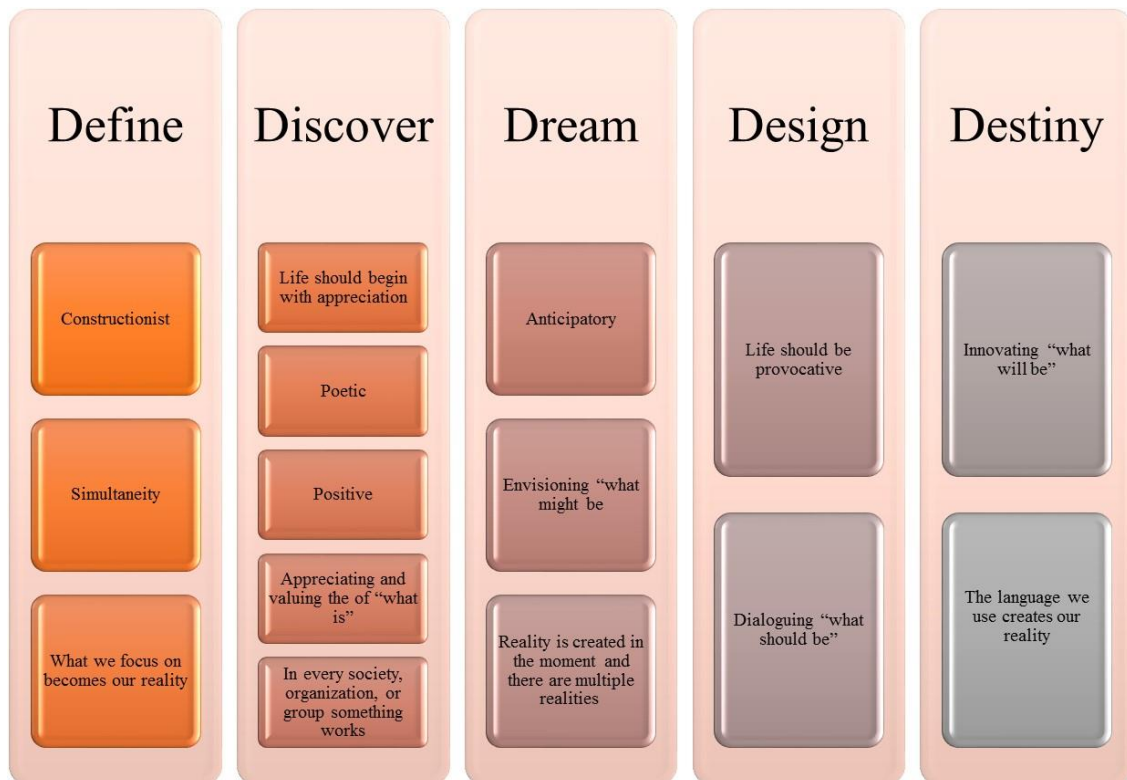 Define
Constructionist
Simultaneity
What we focus on
becomes our reality
Discover
Life should begin
with appreciation
Poetic
Positive
Appreciating and
valuing the of “what
is”
In every society,
organization, or
group something
works
Dream
Anticipatory
Envisioning “what
might be
Reality is created in
the moment and
there are multiple
realities
Design
Life should be
provocative
Dialoguing “what
should be”
Destiny
Innovating “what
will be”
The language we
use creates our
reality